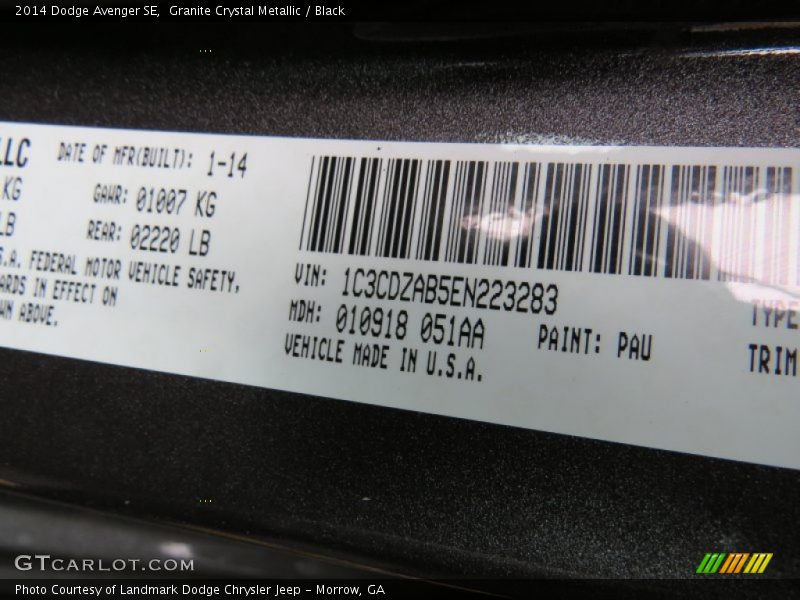 2014 Dodge Avenger SE,  Granite Crystal Metallic / Black
LLC DATE OF MFR(BUILT): 1-14
KG GAWR: 01007 KG
LB REAR: 02220 LB
S.A. FEDERAL MOTOR VEHICLE SAFETY,
ARDS IN EFFECT ON
WN ABOVE.
VIN: 1C3CDZAB5EN223283
MDH: 010918 051AA PAINT: PAU
VEHICLE MADE IN U.S.A.
TYPE
TRIM
GTCARLOT.COM
Photo Courtesy of Landmark Dodge Chrysler Jeep – Morrow, GA